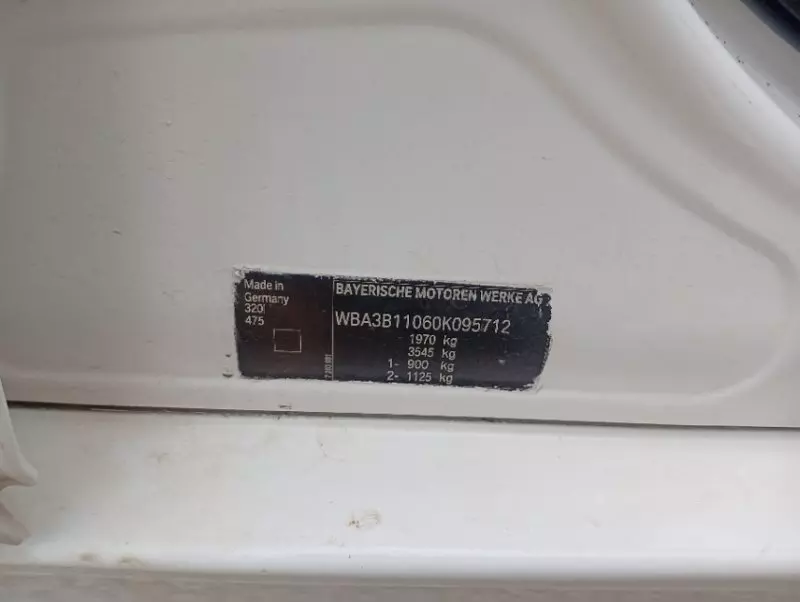 Made in
Germany
320i
475
BAYERISCHE MOTOREN WERKE AG
WBA3B11060K095712
1970 kg
3545 kg
1- 900 kg
2- 1125 kg